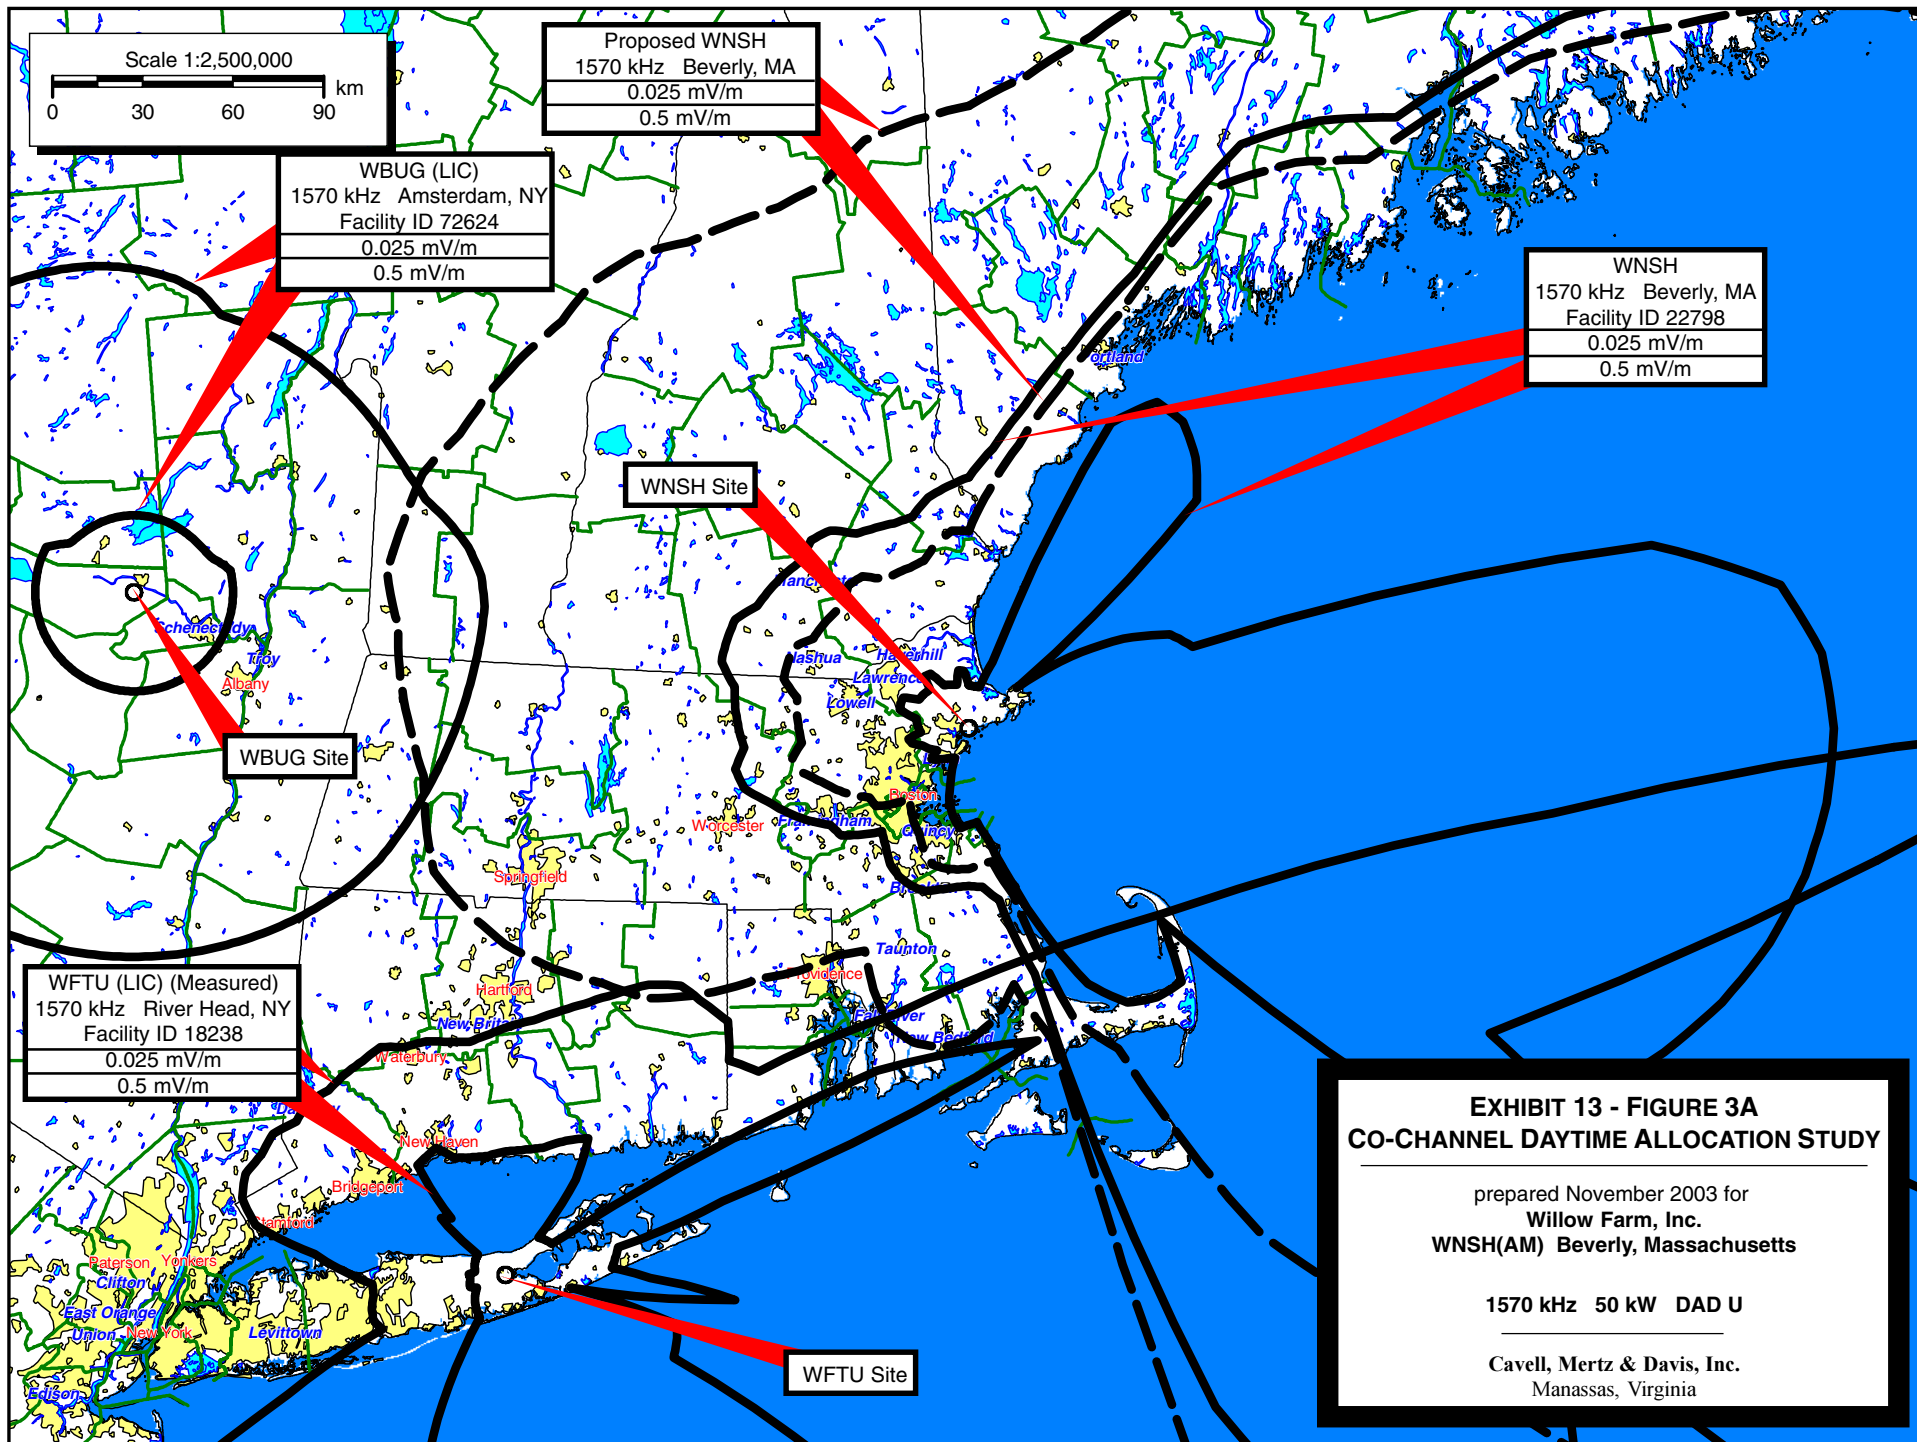 Scale 1:2,500,000
km
0 30 60 90
Proposed WNSH
1570 kHz Beverly, MA
0.025 mV/m
0.5 mV/m
WBUG (LIC)
1570 kHz Amsterdam, NY
Facility ID 72624
0.025 mV/m
0.5 mV/m
WNSH
1570 kHz Beverly, MA
Facility ID 22798
0.025 mV/m
0.5 mV/m
ortland
WNSH Site
Schenectady
Troy
Albany
Nashua
Haverhill
Lawrence
Lowell
WBUG Site
Boston
Worcester
Framingham
Quincy
Springfield
Taunton
Providence
Hartford
Fall River
New Bedford
Waterbury
WFTU (LIC) (Measured)
1570 kHz River Head, NY
Facility ID 18238
0.025 mV/m
0.5 mV/m
New Haven
Bridgeport
Stamford
Paterson
Yonkers
Clifton
East Orange
Union
New York
Levittown
Edison
WFTU Site
EXHIBIT 13 - FIGURE 3A
CO-CHANNEL DAYTIME ALLOCATION STUDY
prepared November 2003 for
Willow Farm, Inc.
WNSH(AM) Beverly, Massachusetts
1570 kHz 50 kW DAD U
Cavell, Mertz & Davis, Inc.
Manassas, Virginia